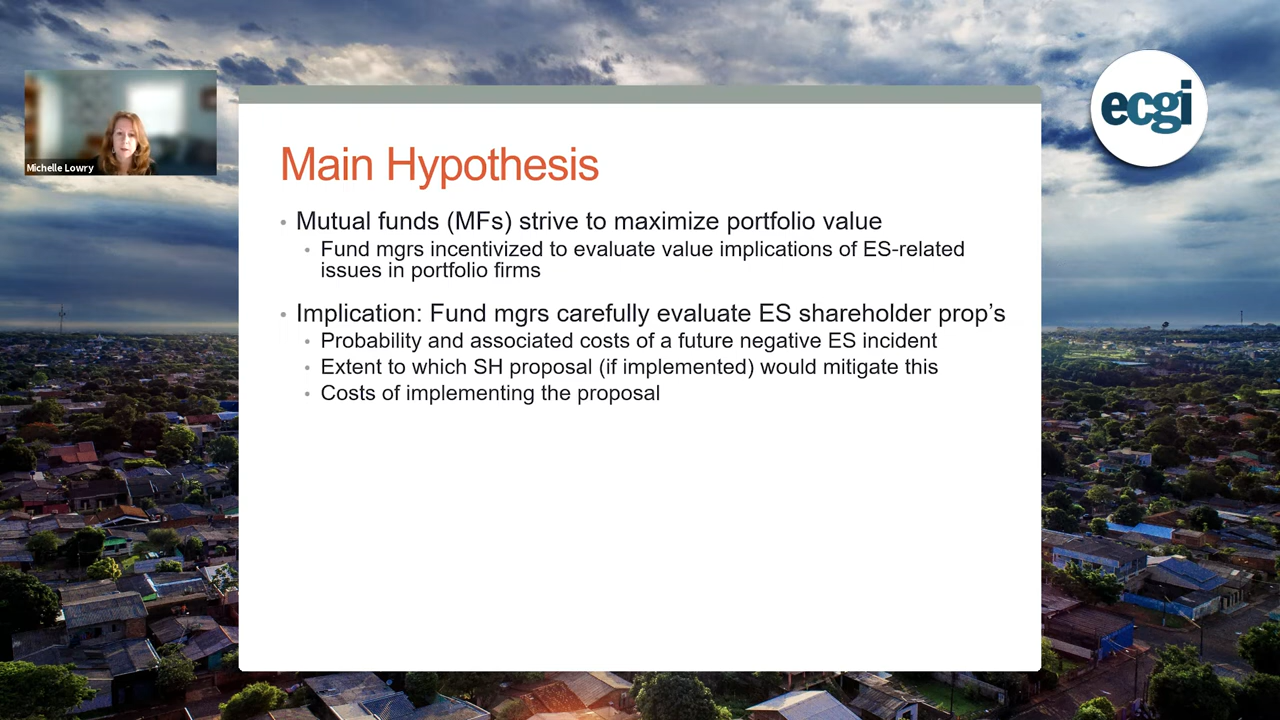 ecgi
Michelle Lowry
Main Hypothesis
• Mutual funds (MFs) strive to maximize portfolio value
• Fund mgrs incentivized to evaluate value implications of ES-related
issues in portfolio firms
• Implication: Fund mgrs carefully evaluate ES shareholder prop’s
• Probability and associated costs of a future negative ES incident
• Extent to which SH proposal (if implemented) would mitigate this
• Costs of implementing the proposal